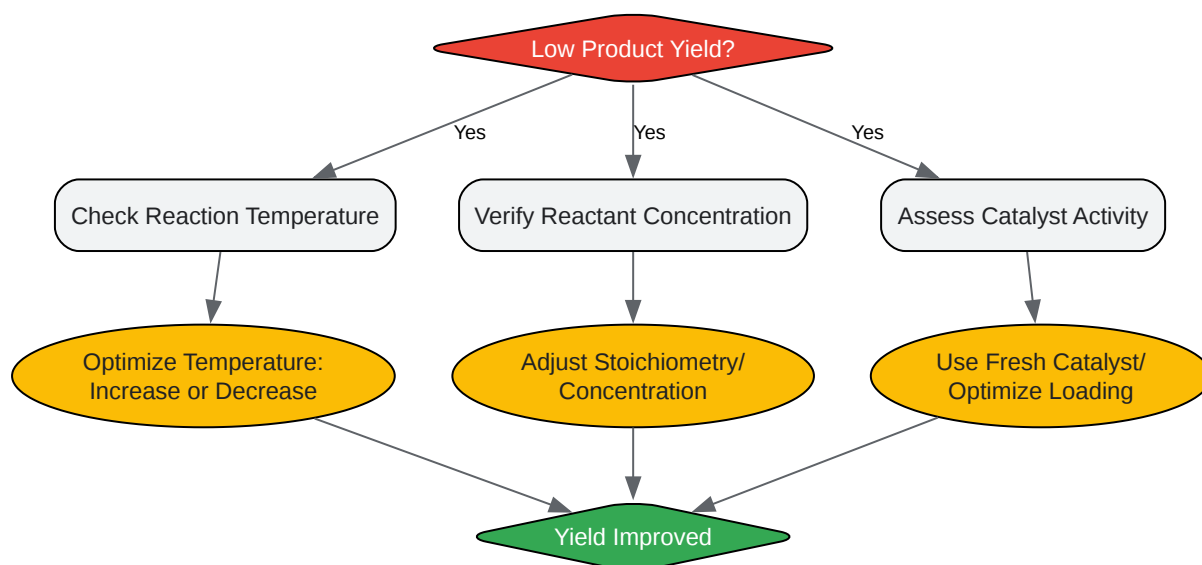 Low Product Yield?
Yes
Yes
Yes
Check Reaction Temperature
Verify Reactant Concentration
Assess Catalyst Activity
Optimize Temperature:
Increase or Decrease
Adjust Stoichiometry/
Concentration
Use Fresh Catalyst/
Optimize Loading
Yield Improved